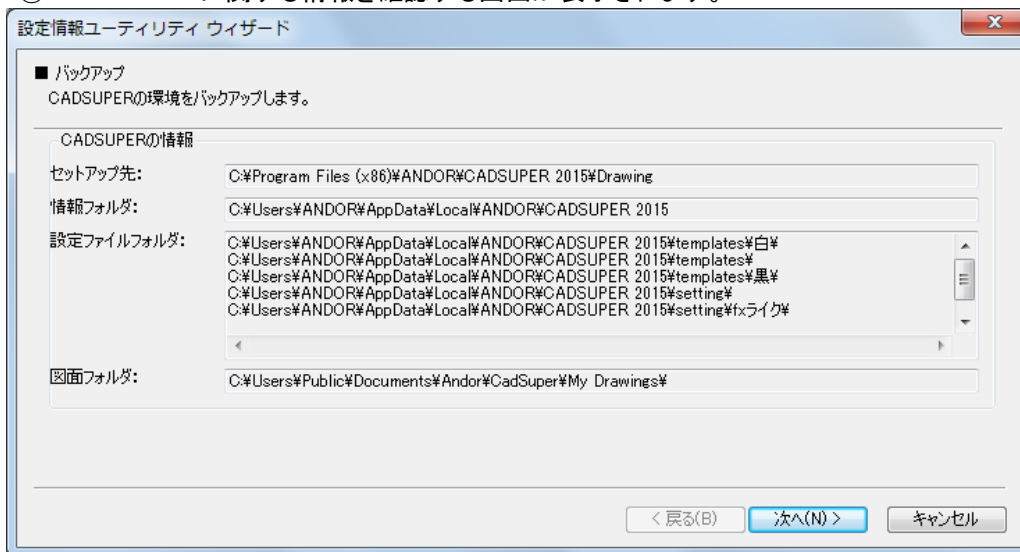 設定情報ユーティリティ ウィザード
■ バックアップ
CADSUPERの環境をバックアップします。
CADSUPERの情報
セットアップ先:
C:¥Program Files (x86)¥ANDOR¥CADSUPER 2015¥Drawing
情報フォルダ:
C:¥Users¥ANDOR¥AppData¥Local¥ANDOR¥CADSUPER 2015
設定ファイルフォルダ:
C:¥Users¥ANDOR¥AppData¥Local¥ANDOR¥CADSUPER 2015¥templates¥白¥
C:¥Users¥ANDOR¥AppData¥Local¥ANDOR¥CADSUPER 2015¥templates¥
C:¥Users¥ANDOR¥AppData¥Local¥ANDOR¥CADSUPER 2015¥templates¥黒¥
C:¥Users¥ANDOR¥AppData¥Local¥ANDOR¥CADSUPER 2015¥setting¥
C:¥Users¥ANDOR¥AppData¥Local¥ANDOR¥CADSUPER 2015¥setting¥fxライク¥
図面フォルダ:
C:¥Users¥Public¥Documents¥Andor¥CadSuper¥My Drawings¥
< 戻る(B)
次へ(N) >
キャンセル